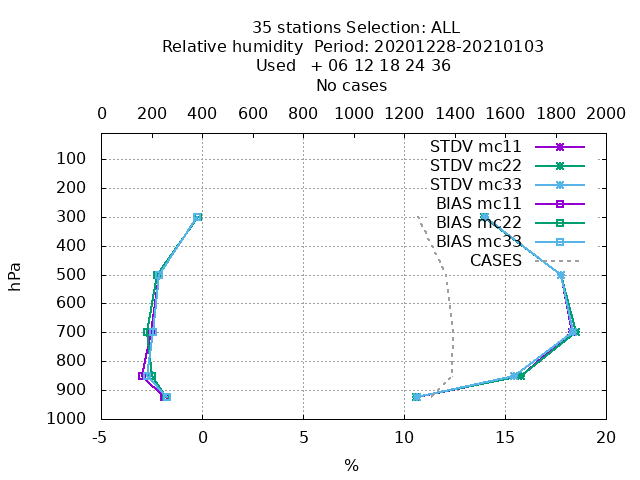 35 stations Selection: ALL
Relative humidity  Period: 20201228-20210103
Used   + 06 12 18 24 36
No cases
0 200 400 600 800 1000 1200 1400 1600 1800 2000
STDV mc11
STDV mc22
STDV mc33
BIAS mc11
BIAS mc22
BIAS mc33
CASES
100
200
300
400
500
600
700
800
900
1000
hPa
-5 0 5 10 15 20
%